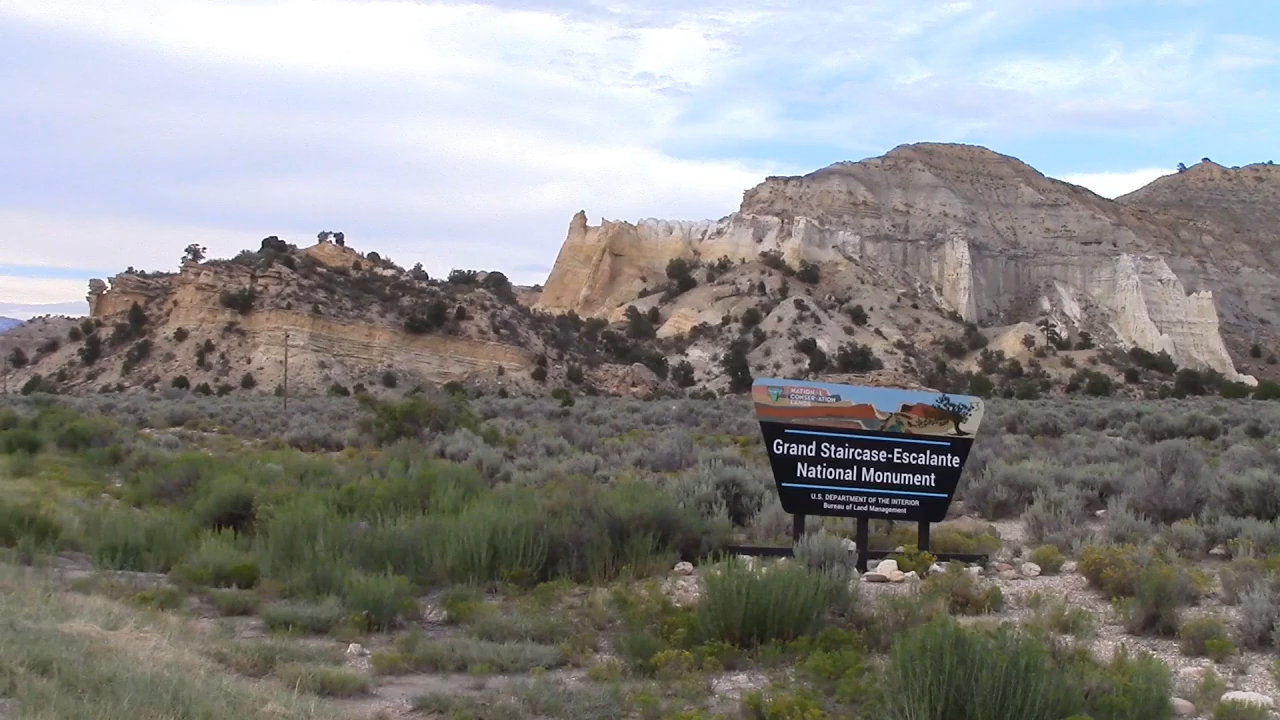 NATIONAL
CONSERVATION
LANDS
Grand Staircase-Escalante
National Monument
U.S. DEPARTMENT OF THE INTERIOR
Bureau of Land Management